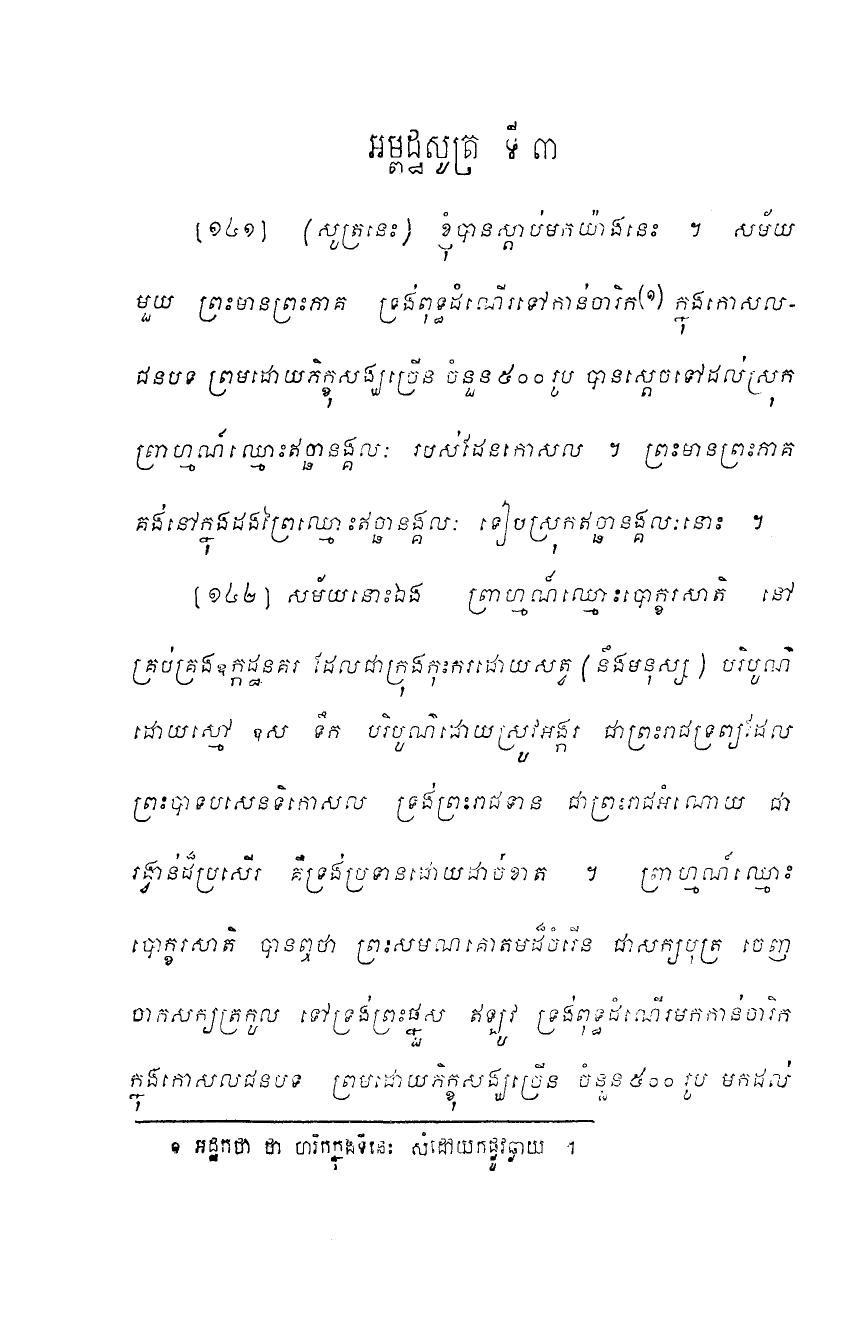 អម្ពដ្ឋសូត្រ ទី ៣
[១៤១] (សូត្រនេះ) ខ្ញុំបានស្តាប់មកយ៉ាងនេះ ។ សម័យ
មួយ ព្រះមានព្រះភាគ ទ្រង់ពុទ្ធដំណើរទៅកាន់ចារិក(១) ក្នុងកោសល-
ជនបទ ព្រមដោយភិក្ខុសង្ឃច្រើន ចំនួន៥០០រូប បានស្តេចទៅដល់ស្រុក
ព្រាហ្មណ៍ឈ្មោះឥច្ឆានង្គលៈ របស់ដែនកោសល ។ ព្រះមានព្រះភាគ
គង់នៅក្នុងដងព្រៃឈ្មោះឥច្ឆានង្គលៈ ទៀបស្រុកឥច្ឆានង្គលៈនោះ ។
[១៤២] សម័យនោះឯង ព្រាហ្មណ៍ឈ្មោះបោក្ខរសាតិ នៅ
គ្រប់គ្រងឧក្កដ្ឋនគរ ដែលជាក្រុងកុះករដោយសត្វ (នឹងមនុស្ស) បរិបូណ៌
ដោយស្មៅ ឧស ទឹក បរិបូណ៌ដោយស្រូវអង្ករ ជាព្រះរាជទ្រព្យដែល
ព្រះបាទបសេនទិកោសល ទ្រង់ព្រះរាជទាន ជាព្រះរាជអំណោយ ជា
រង្វាន់ដ៏ប្រសើរ គឺទ្រង់ប្រទានដោយដាច់ខាត ។ ព្រាហ្មណ៍ឈ្មោះ
បោក្ខរសាតិ បានឮថា ព្រះសមណគោតមដ៏ចំរើន ជាសក្យបុត្រ ចេញ
ចាកសក្យត្រកូល ទៅទ្រង់ព្រះផ្នួស ឥឡូវ ទ្រង់ពុទ្ធដំណើរមកកាន់ចារិក
ក្នុងកោសលជនបទ ព្រមដោយភិក្ខុសង្ឃច្រើន ចំនួន៥០០រូប មកដល់
១ អដ្ឋកថា ថា ចារិកក្នុងទីនេះ សំដៅយកផ្លូវឆ្ងាយ ។